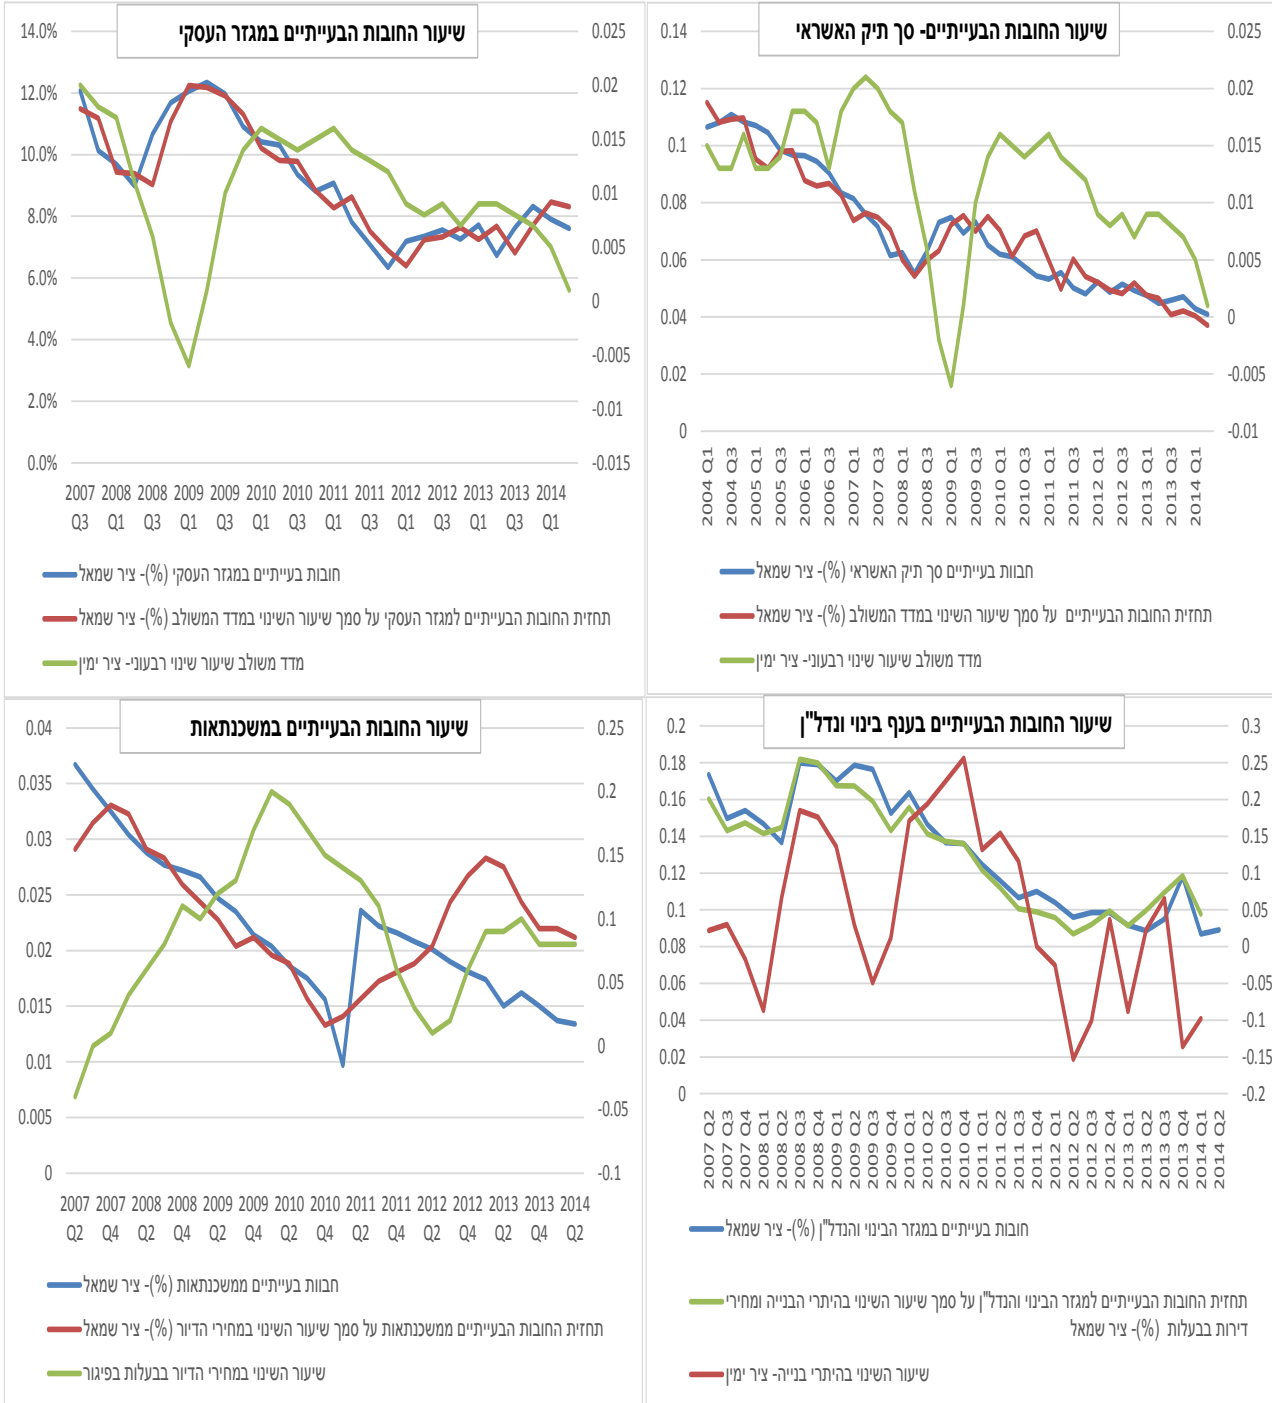 שיעור החובות הבעייתיים במגזר העסקי
14.0%
12.0%
10.0%
8.0%
6.0%
4.0%
2.0%
0.0%
0.025
0.02
0.015
0.01
0.005
0
-0.005
-0.01
-0.015
2007 2008 2008 2009 2009 2010 2010 2011 2011 2012 2012 2013 2013 2014
Q3 Q1 Q3 Q1 Q3 Q1 Q3 Q1 Q3 Q1 Q3 Q1 Q3 Q1
חובות בעייתיים במגזר העסקי (%)- ציר שמאל
תחזית החובות הבעייתיים למגזר העסקי על סמך שיעור השינוי במדד המשולב (%)- ציר שמאל
מדד משולב שיעור שינוי רבעוני- ציר ימין
שיעור החובות הבעייתיים- סך תיק האשראי
0.14
0.12
0.1
0.08
0.06
0.04
0.02
0
0.025
0.02
0.015
0.01
0.005
0
-0.005
-0.01
2004 Q1
2004 Q3
2005 Q1
2005 Q3
2006 Q1
2006 Q3
2007 Q1
2007 Q3
2008 Q1
2008 Q3
2009 Q1
2009 Q3
2010 Q1
2010 Q3
2011 Q1
2011 Q3
2012 Q1
2012 Q3
2013 Q1
2013 Q3
2014 Q1
חבוות בעייתיים סך תיק האשראי (%)- ציר שמאל
תחזית החובות הבעייתיים על סמך שיעור השינוי במדד המשולב (%)- ציר שמאל
מדד משולב שיעור שינוי רבעוני- ציר ימין
שיעור החובות הבעייתיים במשכנתאות
0.04
0.035
0.03
0.025
0.02
0.015
0.01
0.005
0
0.25
0.2
0.15
0.1
0.05
0
-0.05
-0.1
2007 2007 2008 2008 2009 2009 2010 2010 2011 2011 2012 2012 2013 2013 2014
Q2 Q4 Q2 Q4 Q2 Q4 Q2 Q4 Q2 Q4 Q2 Q4 Q2 Q4 Q2
חבוות בעייתיים ממשכנתאות (%)- ציר שמאל
תחזית החובות הבעייתיים ממשכנתאות על סמך שיעור השינוי במחירי הדיור (%)- ציר שמאל
שיעור השינוי במחירי הדיור בבעלות בפיגור
שיעור החובות הבעייתיים בענף בינוי ונדל"ן
0.2
0.18
0.16
0.14
0.12
0.1
0.08
0.06
0.04
0.02
0
0.3
0.25
0.2
0.15
0.1
0.05
0
-0.05
-0.1
-0.15
-0.2
2007 Q2
2007 Q3
2007 Q4
2008 Q1
2008 Q2
2008 Q3
2008 Q4
2009 Q1
2009 Q2
2009 Q3
2009 Q4
2010 Q1
2010 Q2
2010 Q3
2010 Q4
2011 Q1
2011 Q2
2011 Q3
2011 Q4
2012 Q1
2012 Q2
2012 Q3
2012 Q4
2013 Q1
2013 Q2
2013 Q3
2013 Q4
2014 Q1
2014 Q2
חובות בעייתיים במגזר הבינוי והנדל"ן (%)- ציר שמאל
תחזית החובות הבעייתיים למגזר הבינוי והנדל"ן על סמך שיעור השינוי בהיתרי הבנייה ומחירי
דירות בבעלות (%)- ציר שמאל
שיעור השינוי בהיתרי בנייה- ציר ימין